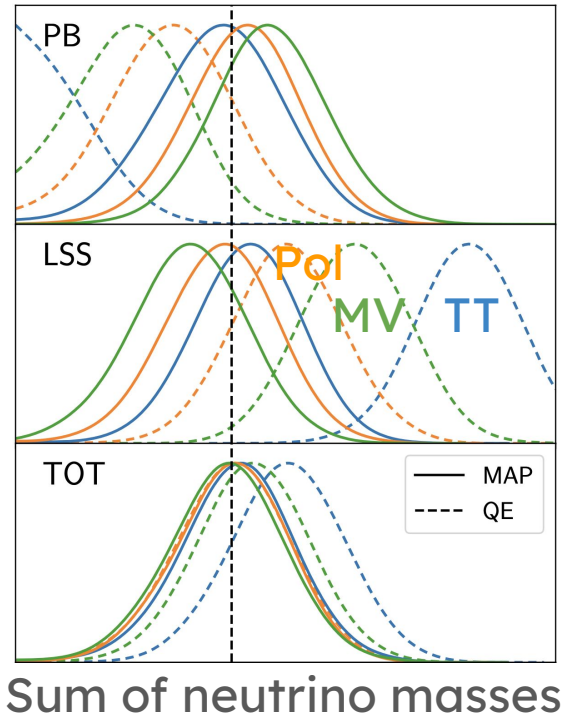 PB
LSS
Pol
MV TT
TOT
MAP
QE
Sum of neutrino masses